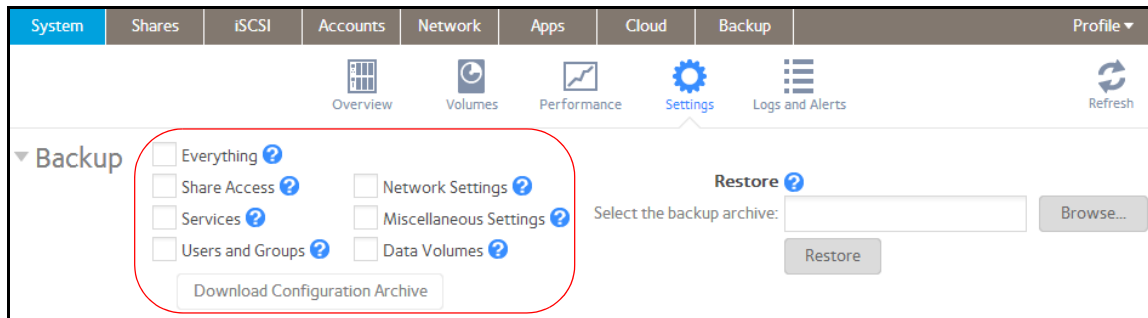 System Shares iSCSI Accounts Network Apps Cloud Backup Profile ▾
Overview Volumes Performance Settings Logs and Alerts Refresh
Backup
Everything ?
Share Access ? Network Settings ?
Services ? Miscellaneous Settings ?
Users and Groups ? Data Volumes ?
Download Configuration Archive
Restore ?
Select the backup archive: Browse...
Restore